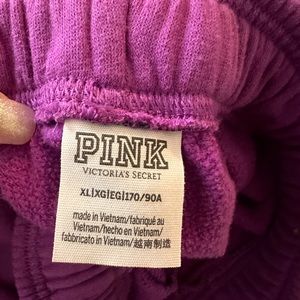 PINK
VICTORIA'S SECRET
XL|XG|EG|170/90A
made in Vietnam/fabriqué au
Vietnam/hecho en Vietnam/
fabbricato in Vietnam/越南制造